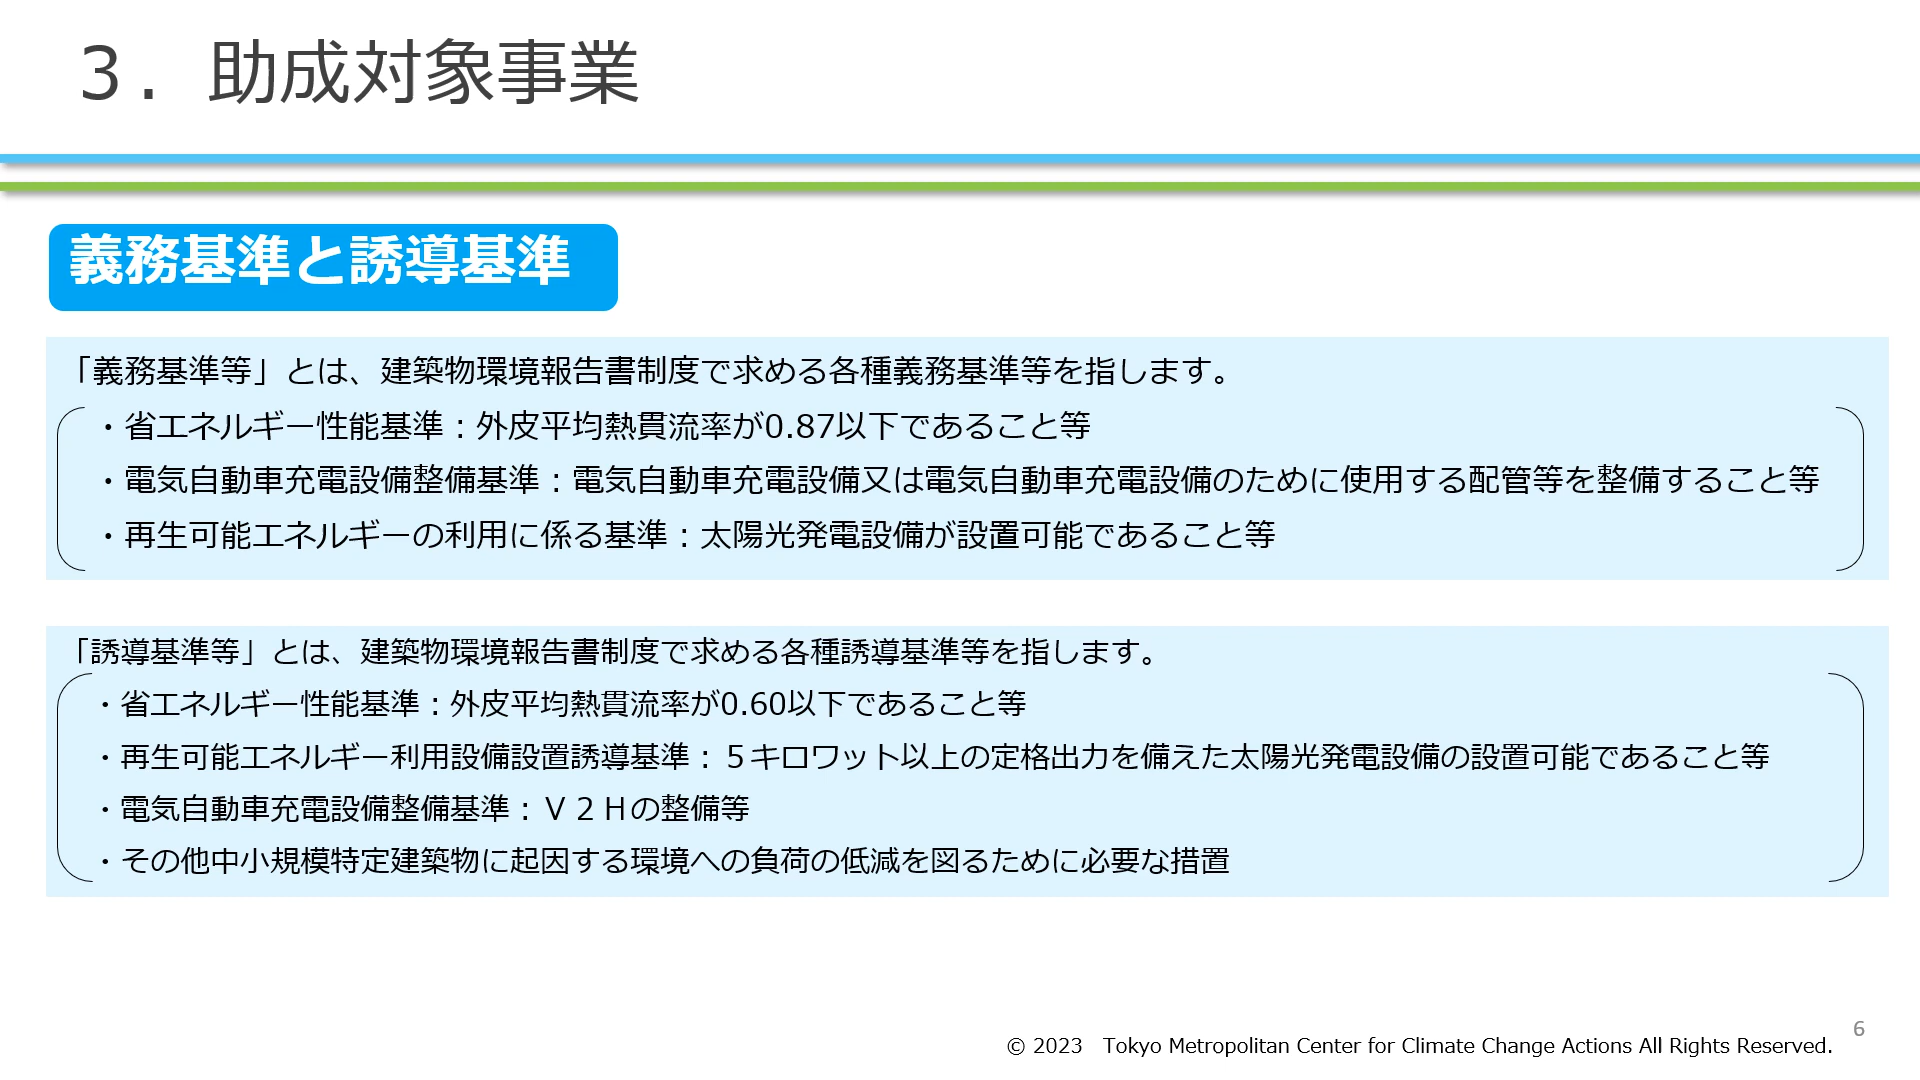 ３．助成対象事業
義務基準と誘導基準
「義務基準等」とは、建築物環境報告書制度で求める各種義務基準等を指します。
・省エネルギー性能基準：外皮平均熱貫流率が0.87以下であること等
・電気自動車充電設備整備基準：電気自動車充電設備又は電気自動車充電設備のために使用する配管等を整備すること等
・再生可能エネルギーの利用に係る基準：太陽光発電設備が設置可能であること等
「誘導基準等」とは、建築物環境報告書制度で求める各種誘導基準等を指します。
・省エネルギー性能基準：外皮平均熱貫流率が0.60以下であること等
・再生可能エネルギー利用設備設置誘導基準：５キロワット以上の定格出力を備えた太陽光発電設備の設置可能であること等
・電気自動車充電設備整備基準：Ｖ２Ｈの整備等
・その他中小規模特定建築物に起因する環境への負荷の低減を図るために必要な措置
6
© 2023　Tokyo Metropolitan Center for Climate Change Actions All Rights Reserved.